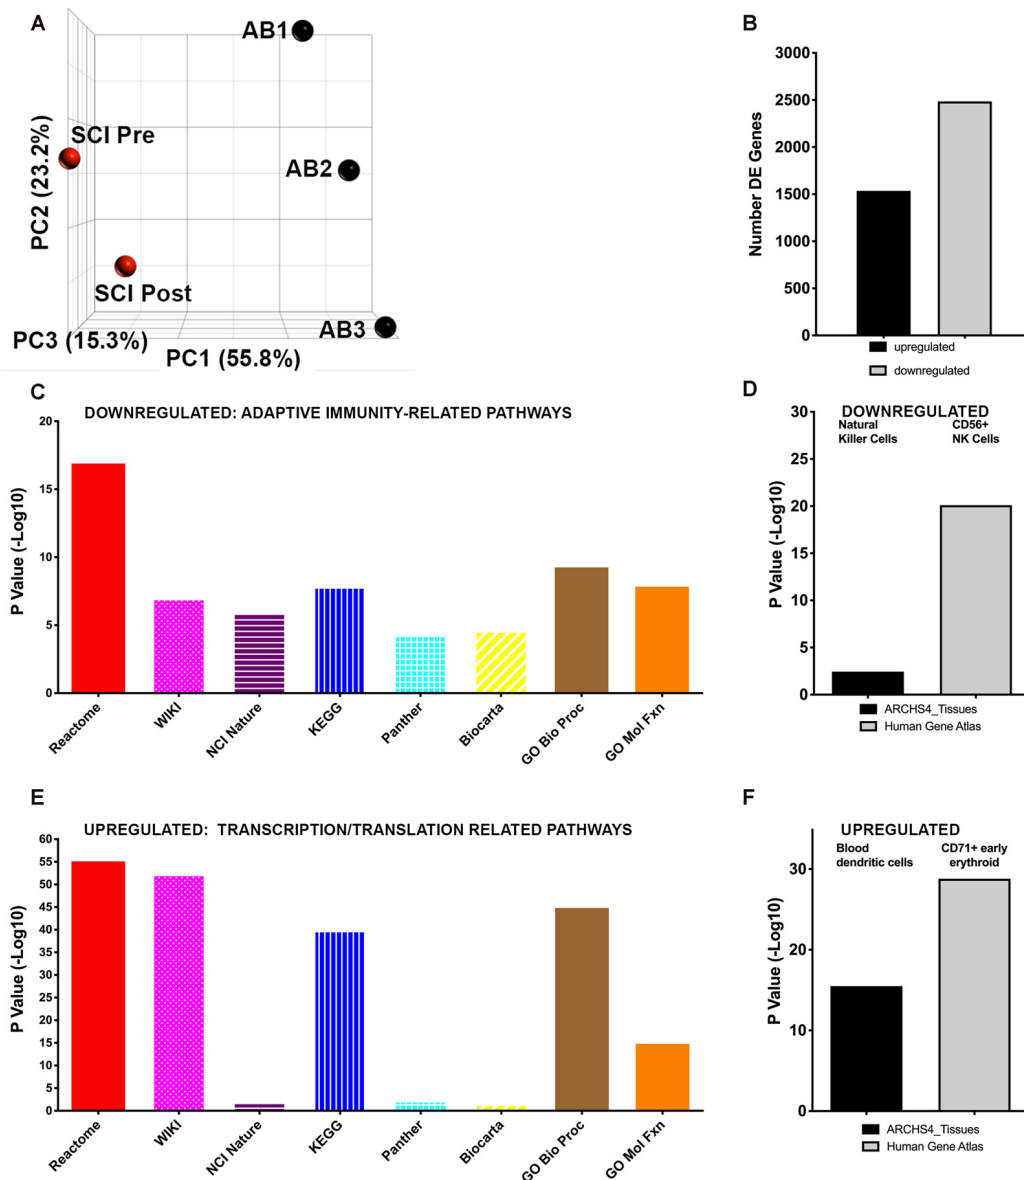 A
AB1
SCI Pre
AB2
PC2 (23.2%)
SCI Post
AB3
PC3 (15.3%)
PC1 (55.8%)
B
3000
2500
2000
1500
1000
500
0
Number DE Genes
upregulated
downregulated
C
DOWNREGULATED: ADAPTIVE IMMUNITY-RELATED PATHWAYS
20
15
10
5
0
P Value (-Log10)
Reactome
WIKI
NCI Nature
KEGG
Panther
Biocarta
GO Bio Proc
GO Mol Fxn
D
DOWNREGULATED
Natural
Killer Cells
CD56+
NK Cells
30
25
20
15
10
5
0
P Value (-Log10)
ARCHS4_Tissues
Human Gene Atlas
E
UPREGULATED: TRANSCRIPTION/TRANSLATION RELATED PATHWAYS
60
55
50
45
40
35
30
25
20
15
10
5
0
P Value (-Log10)
Reactome
WIKI
NCI Nature
KEGG
Panther
Biocarta
GO Bio Proc
GO Mol Fxn
F
UPREGULATED
Blood
dendritic cells
CD71+ early
erythroid
30
20
10
0
P Value (-Log10)
ARCHS4_Tissues
Human Gene Atlas